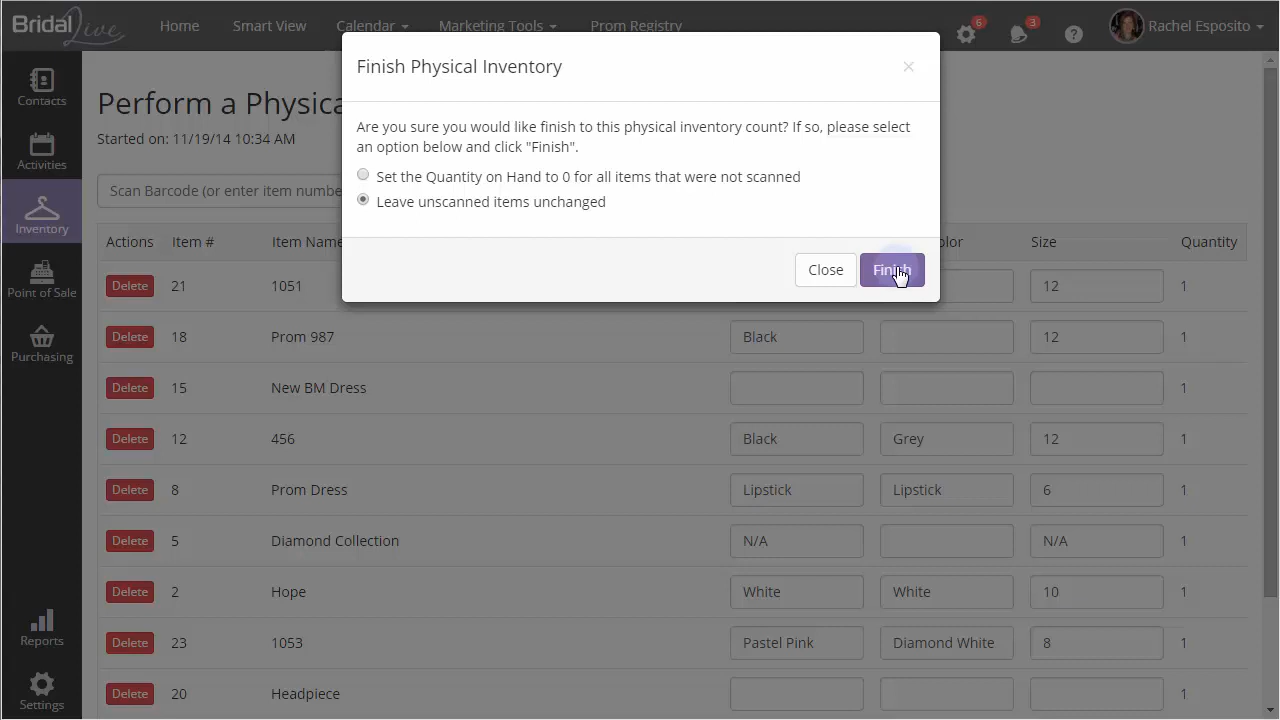 BridalLive
Home Smart View Calendar Marketing Tools Prom Registry 6 3 ? Rachel Esposito
Contacts
Activities
Inventory
Point of Sale
Purchasing
Reports
Settings
Perform a Physica
Started on: 11/19/14 10:34 AM
Scan Barcode (or enter item numbe
Finish Physical Inventory ×
Are you sure you would like finish to this physical inventory count? If so, please select
an option below and click "Finish".
Set the Quantity on Hand to 0 for all items that were not scanned
Leave unscanned items unchanged
Close Finish
Actions Item # Item Name olor Size Quantity
Delete 21 1051 12 1
Delete 18 Prom 987 Black 12 1
Delete 15 New BM Dress 1
Delete 12 456 Black Grey 12 1
Delete 8 Prom Dress Lipstick Lipstick 6 1
Delete 5 Diamond Collection N/A N/A 1
Delete 2 Hope White White 10 1
Delete 23 1053 Pastel Pink Diamond White 8 1
Delete 20 Headpiece 1